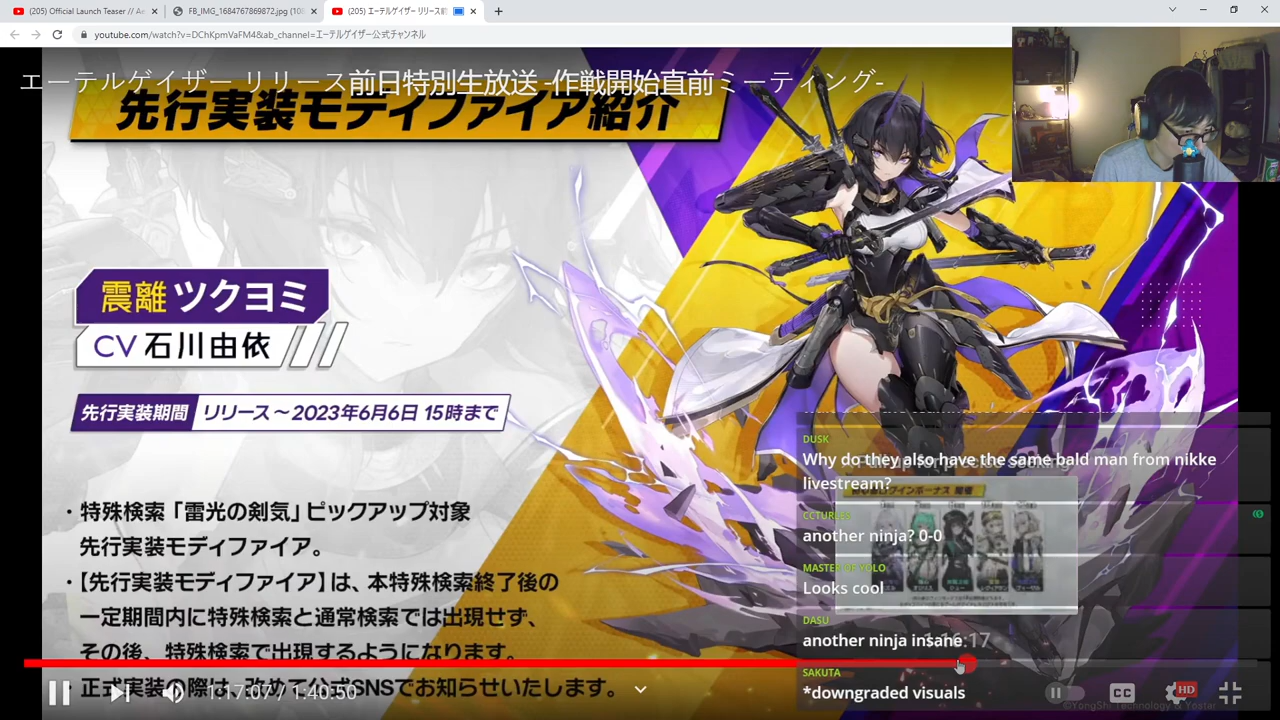 (205) Official Launch Teaser // Ae
FB_IMG_1684767869872.jpg (108
(205) エーテルゲイザー リリース前
youtube.com/watch?v=DChKpmVaFM4&ab_channel=エーテルゲイザー公式チャンネル
エーテルゲイザー リリース前日特別生放送 -作戦開始直前ミーティング-
先行実装モディファイア紹介
震離 ツクヨミ
CV 石川由依
先行実装期間 リリース～2023年6月6日 15時まで
・特殊検索「雷光の剣気」ピックアップ対象
先行実装モディファイア。
・【先行実装モディファイア】は、本特殊検索終了後の
一定期間内に特殊検索と通常検索では出現せず、
その後、特殊検索で出現するようになります。
・正式実装の際は、改めて公式SNSでお知らせいたします。
DUSK
Why do they also have the same bald man from nikke
livestream?
CCTURLES
another ninja? 0-0
MASTER OF YOLO
Looks cool
DASU
another ninja insane
1:16:17
SAKUTA
*downgraded visuals
1:17:07 / 1:40:50
CC
HD
©YongShi Technology & Yostar